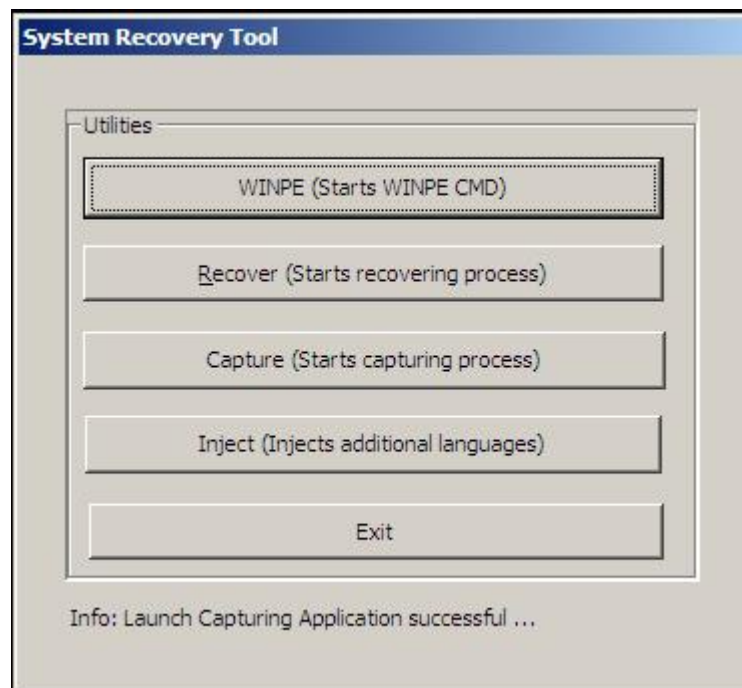 System Recovery Tool
Utilities
WINPE (Starts WINPE CMD)
Recover (Starts recovering process)
Capture (Starts capturing process)
Inject (Injects additional languages)
Exit
Info: Launch Capturing Application successful ...